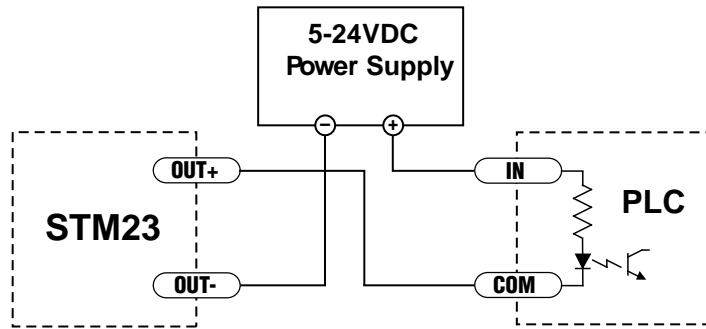 5-24VDC
Power Supply
−
+
OUT+
IN
STM23
PLC
OUT-
COM